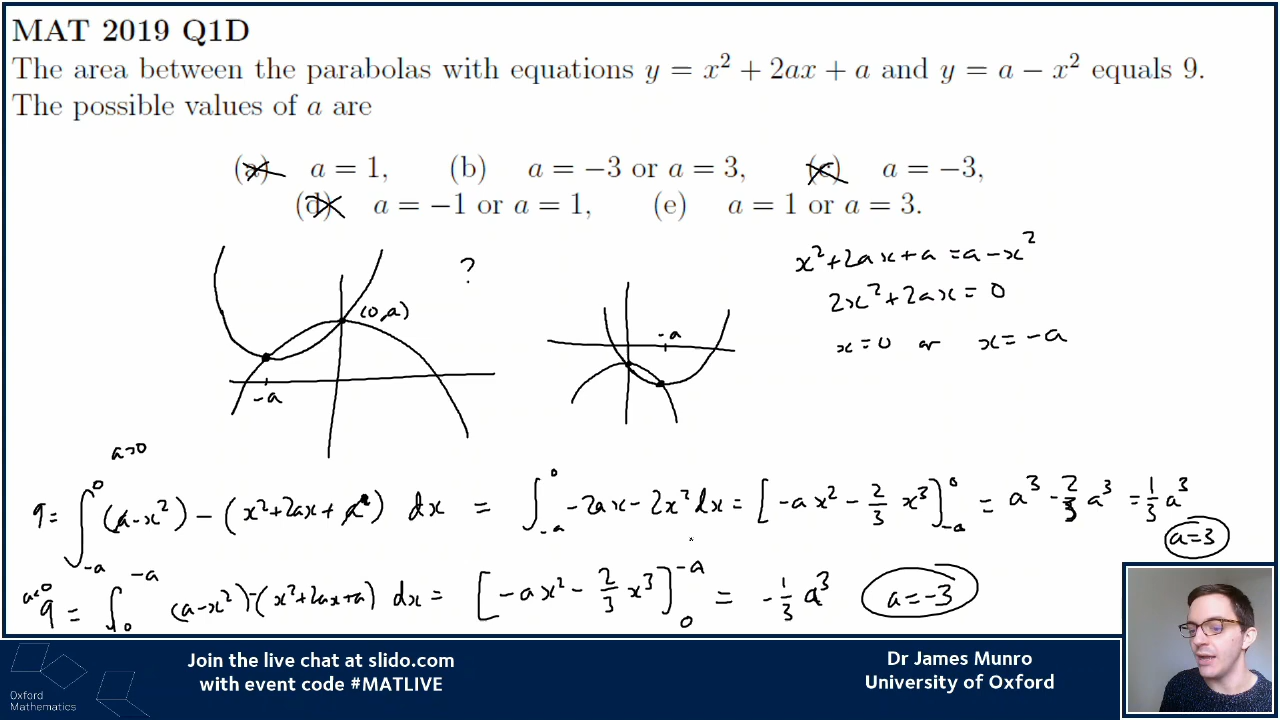 MAT 2019 Q1D
The area between the parabolas with equations y = x² + 2ax + a and y = a − x² equals 9.
The possible values of a are
(a) a = 1, (b) a = −3 or a = 3, (c) a = −3,
(d) a = −1 or a = 1, (e) a = 1 or a = 3.
?
(0,a)
-a
-a
x²+2ax+a = a-x²
2x²+2ax = 0
x=0 or x=-a
a>0
9 = ∫_{-a}^{0} (a-x²) - (x²+2ax+a) dx = ∫_{-a}^{0} -2ax-2x² dx = [-ax² - 2/3 x³]_{-a}^{0} = a³ - 2/3 a³ = 1/3 a³
a=3
a<0
9 = ∫_{0}^{-a} (a-x²)-(x²+2ax+a) dx = [-ax² - 2/3 x³]_{0}^{-a} = -1/3 a³ a=-3
Oxford
Mathematics
Join the live chat at slido.com
with event code #MATLIVE
Dr James Munro
University of Oxford